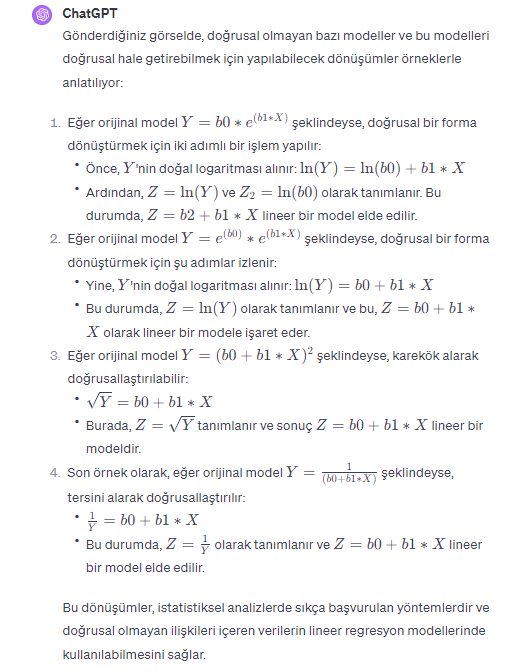 ChatGPT
Gönderdiğiniz görselde, doğrusal olmayan bazı modeller ve bu modelleri
doğrusal hale getirebilmek için yapılabilecek dönüşümler örneklerle
anlatılıyor:
1. Eğer orijinal model Y = b0 * e^(b1*X) şeklindeyse, doğrusal bir forma
dönüştürmek için iki adımlı bir işlem yapılır:
• Önce, Y'nin doğal logaritması alınır: ln(Y) = ln(b0) + b1 * X
• Ardından, Z = ln(Y) ve Z₂ = ln(b0) olarak tanımlanır. Bu
durumda, Z = b2 + b1 * X lineer bir model elde edilir.
2. Eğer orijinal model Y = e^(b0) * e^(b1*X) şeklindeyse, doğrusal bir forma
dönüştürmek için şu adımlar izlenir:
• Yine, Y'nin doğal logaritması alınır: ln(Y) = b0 + b1 * X
• Bu durumda, Z = ln(Y) olarak tanımlanır ve bu, Z = b0 + b1 *
X olarak lineer bir modele işaret eder.
3. Eğer orijinal model Y = (b0 + b1 * X)² şeklindeyse, karekök alarak
doğrusallaştırılabilir:
• √Y = b0 + b1 * X
• Burada, Z = √Y tanımlanır ve sonuç Z = b0 + b1 * X lineer bir
modeldir.
4. Son örnek olarak, eğer orijinal model Y = 1/(b0+b1*X) şeklindeyse,
tersini alarak doğrusallaştırılır:
• 1/Y = b0 + b1 * X
• Bu durumda, Z = 1/Y olarak tanımlanır ve Z = b0 + b1 * X lineer
bir model elde edilir.
Bu dönüşümler, istatistiksel analizlerde sıkça başvurulan yöntemlerdir ve
doğrusal olmayan ilişkileri içeren verilerin lineer regresyon modellerinde
kullanılabilmesini sağlar.